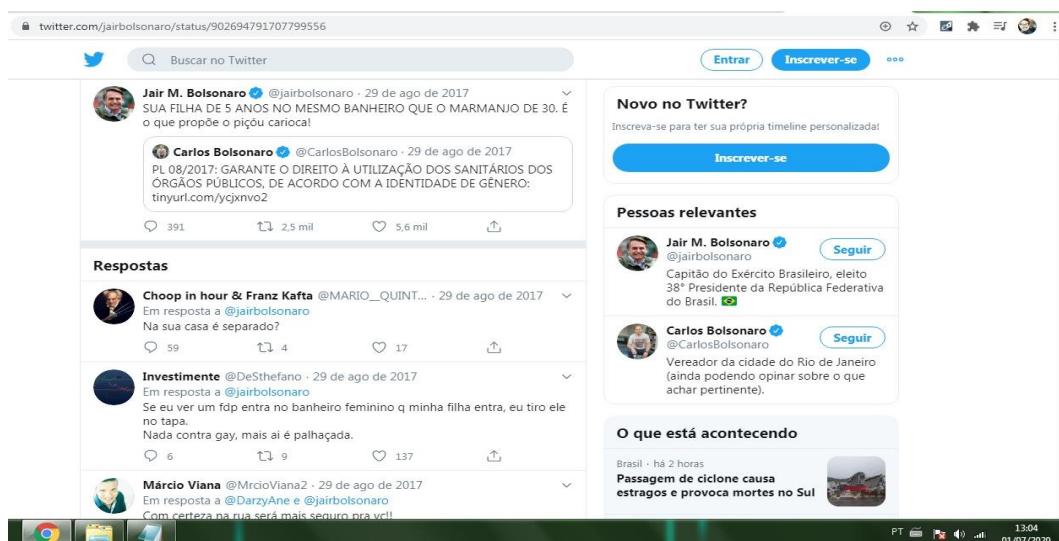 twitter.com/jairbolsonaro/status/902694791707799556
Buscar no Twitter
Entrar
Inscrever-se
Jair M. Bolsonaro @jairbolsonaro · 29 de ago de 2017
SUA FILHA DE 5 ANOS NO MESMO BANHEIRO QUE O MARMANJO DE 30. É
o que propõe o piçóu carioca!
Carlos Bolsonaro @CarlosBolsonaro · 29 de ago de 2017
PL 08/2017: GARANTE O DIREITO À UTILIZAÇÃO DOS SANITÁRIOS DOS
ÓRGÃOS PÚBLICOS, DE ACORDO COM A IDENTIDADE DE GÊNERO:
tinyurl.com/ycjxnvo2
391 2,5 mil 5,6 mil
Respostas
Choop in hour & Franz Kafta @MARIO__QUINT... · 29 de ago de 2017
Em resposta a @jairbolsonaro
Na sua casa é separado?
59 4 17
Investimente @DeSthefano · 29 de ago de 2017
Em resposta a @jairbolsonaro
Se eu ver um fdp entra no banheiro feminino q minha filha entra, eu tiro ele
no tapa.
Nada contra gay, mais ai é palhaçada.
6 9 137
Márcio Viana @MrcioViana2 · 29 de ago de 2017
Em resposta a @DarzyAne e @jairbolsonaro
Com certeza na rua será mais seguro pra vc!!
Novo no Twitter?
Inscreva-se para ter sua própria timeline personalizada!
Inscrever-se
Pessoas relevantes
Jair M. Bolsonaro
@jairbolsonaro
Seguir
Capitão do Exército Brasileiro, eleito
38° Presidente da República Federativa
do Brasil.
Carlos Bolsonaro
@CarlosBolsonaro
Seguir
Vereador da cidade do Rio de Janeiro
(ainda podendo opinar sobre o que
achar pertinente).
O que está acontecendo
Brasil · há 2 horas
Passagem de ciclone causa
estragos e provoca mortes no Sul
PT
13:04
01/07/2020